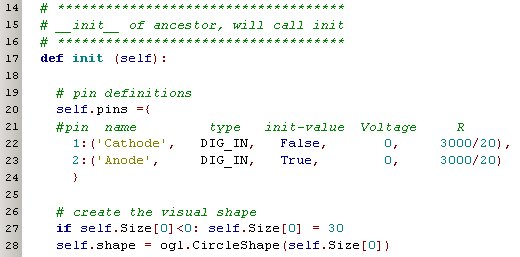 14 # ************************************
15 # __init__ of ancestor, will call init
16 # ************************************
17 def init (self):
18
19 # pin definitions
20 self.pins ={
21 #pin name type init-value Voltage R
22 1:('Cathode', DIG_IN, False, 0, 3000/20),
23 2:('Anode', DIG_IN, True, 0, 3000/20)
24 }
25
26 # create the visual shape
27 if self.Size[0]<0: self.Size[0] = 30
28 self.shape = ogl.CircleShape(self.Size[0])